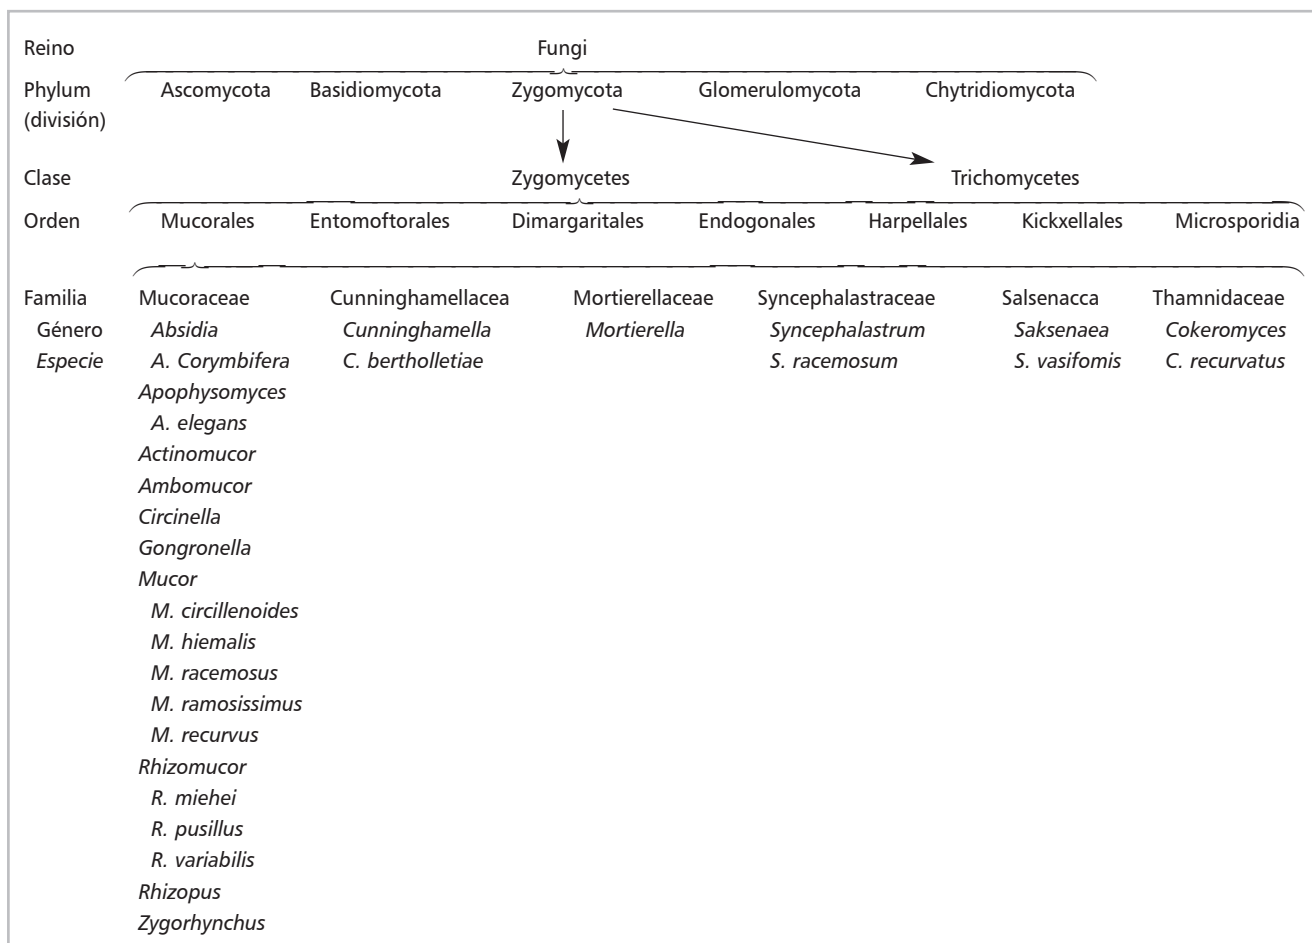 Reino Fungi
Phylum Ascomycota Basidiomycota Zygomycota Glomerulomycota Chytridiomycota
(división)
Clase Zygomycetes Trichomycetes
Orden Mucorales Entomoftorales Dimargaritales Endogonales Harpellales Kickxellales Microsporidia
Familia Mucoraceae Cunninghamellacea Mortierellaceae Syncephalastraceae Salsenacca Thamnidaceae
Género Absidia Cunninghamella Mortierella Syncephalastrum Saksenaea Cokeromyces
Especie A. Corymbifera C. bertholletiae S. racemosum S. vasifomis C. recurvatus
Apophysomyces
A. elegans
Actinomucor
Ambomucor
Circinella
Gongronella
Mucor
M. circillenoides
M. hiemalis
M. racemosus
M. ramosissimus
M. recurvus
Rhizomucor
R. miehei
R. pusillus
R. variabilis
Rhizopus
Zygorhynchus